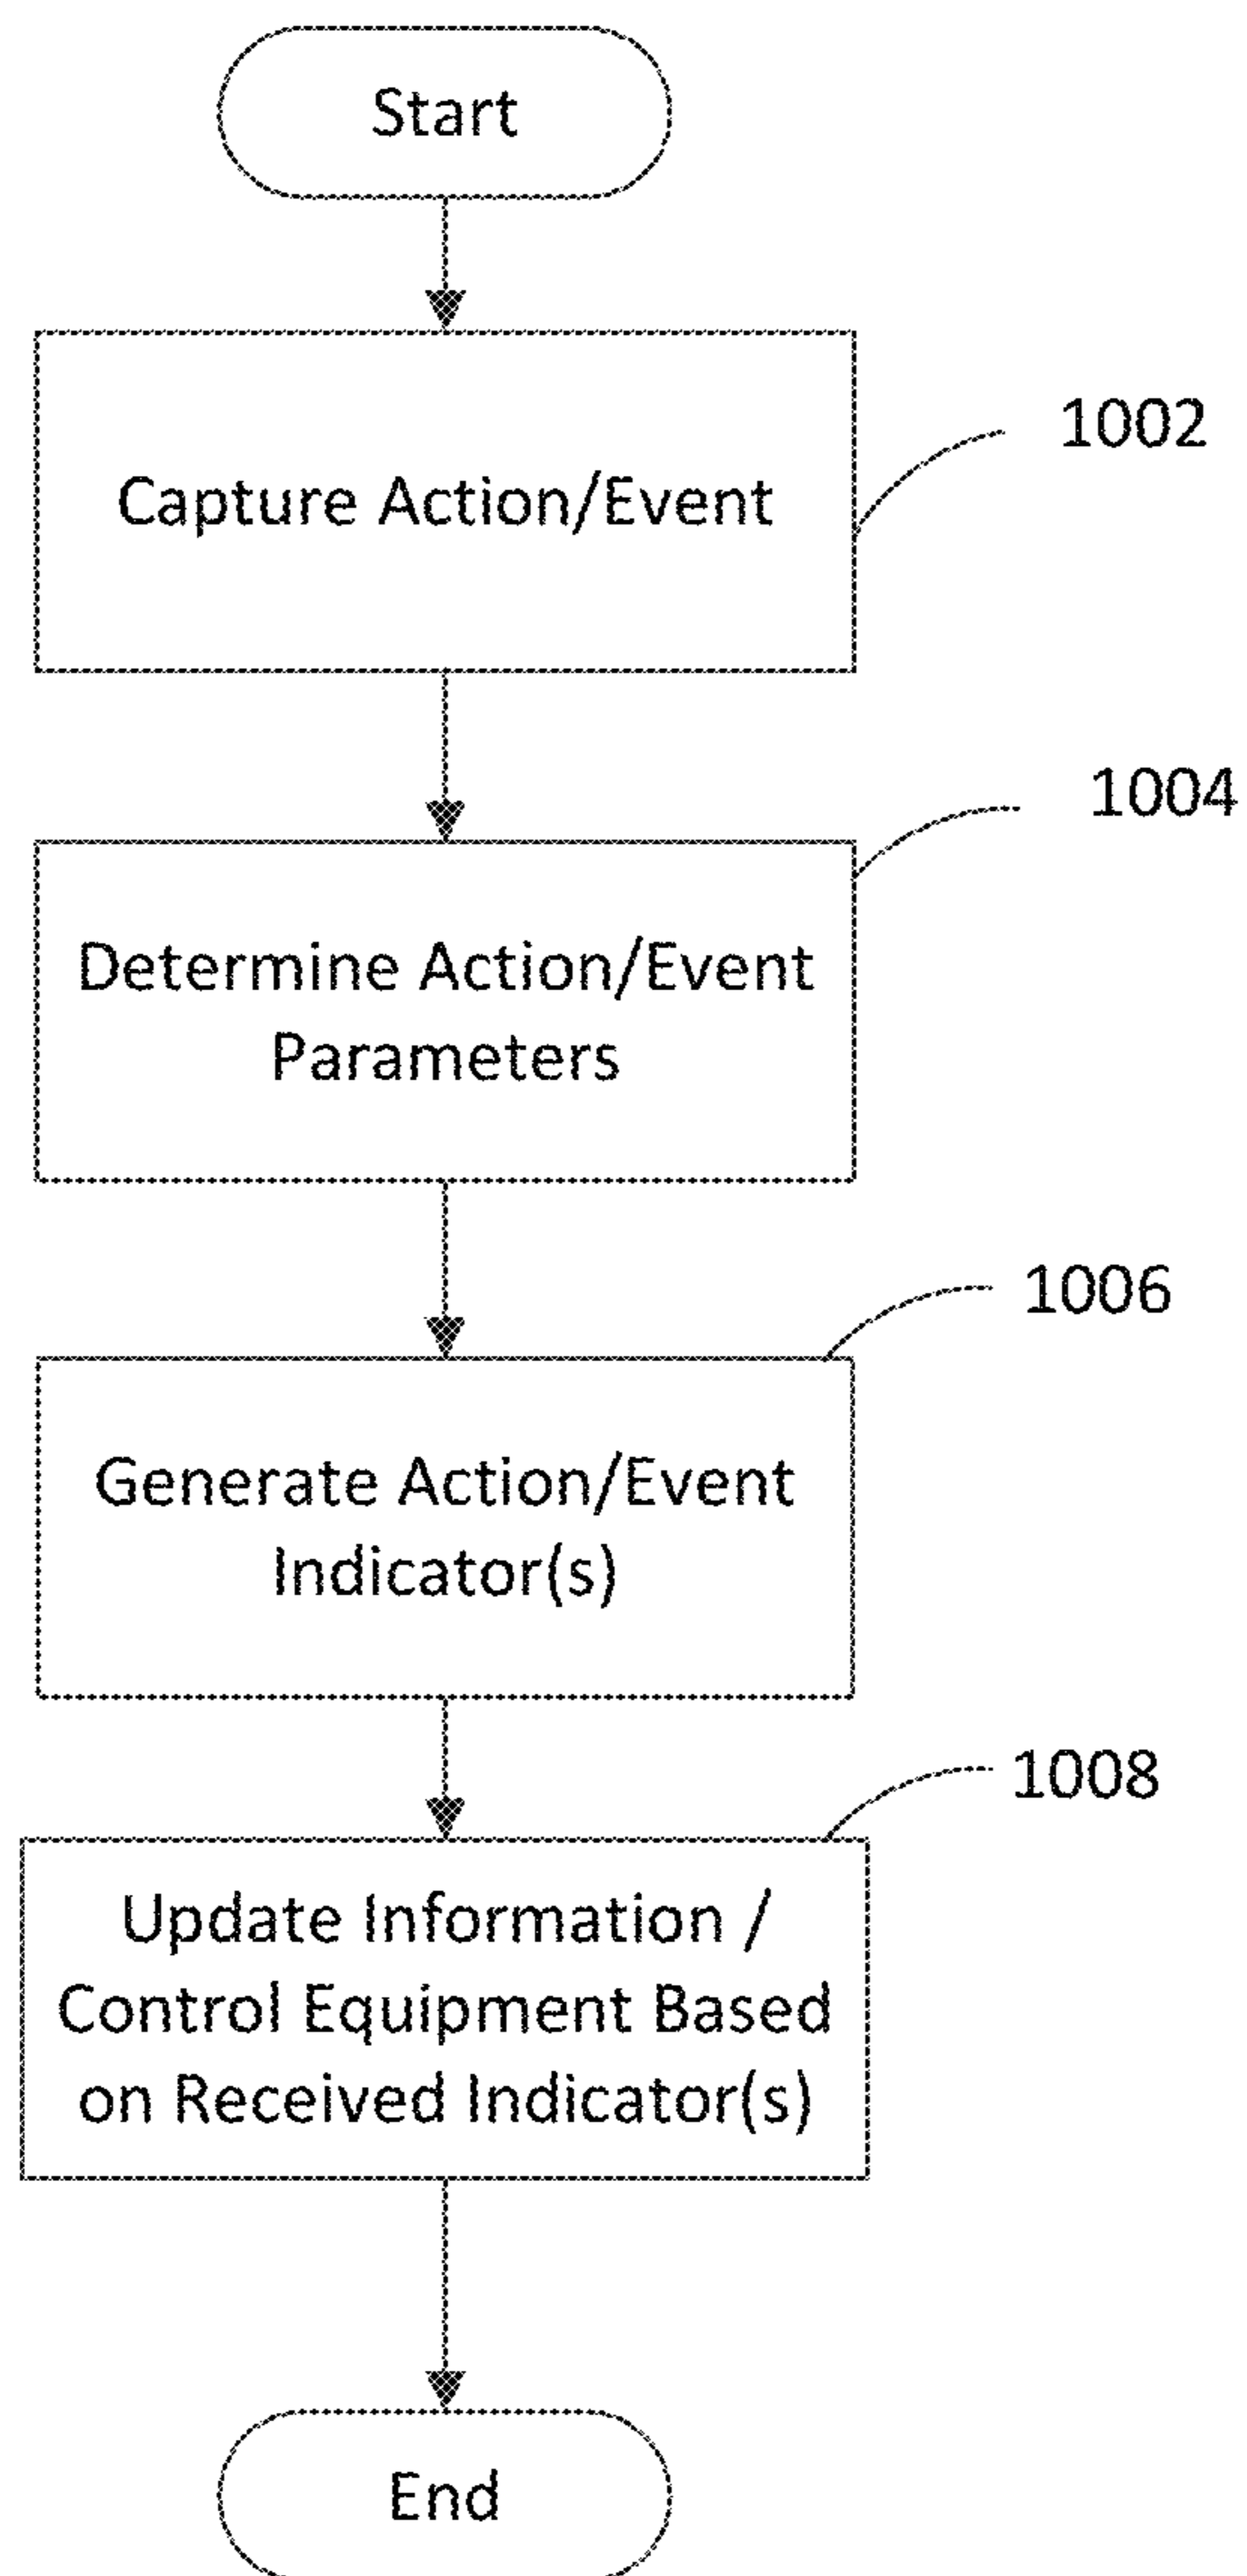 Start
Capture Action/Event
1002
1004
Determine Action/Event
Parameters
1006
Generate Action/Event
Indicator(s)
1008
Update Information /
Control Equipment Based
on Received Indicator(s)
End